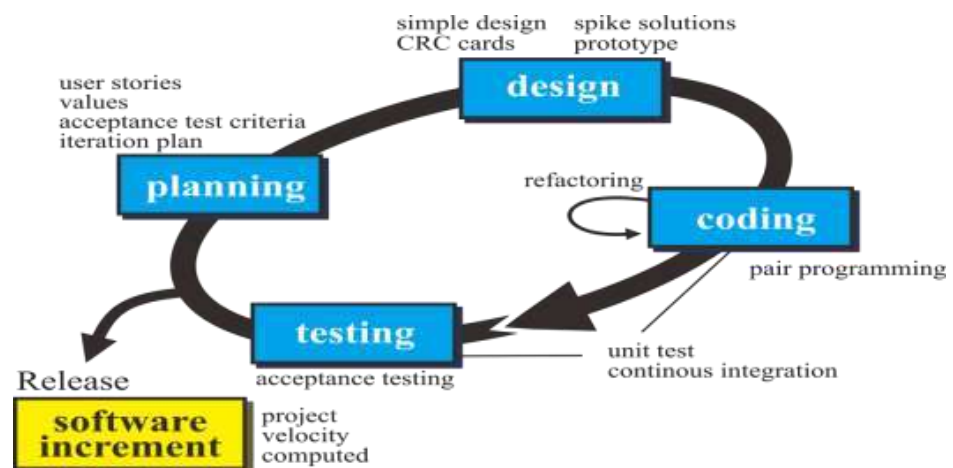 simple design
CRC cards
spike solutions
prototype
design
user stories
values
acceptance test criteria
iteration plan
planning
refactoring
coding
pair programming
testing
acceptance testing
unit test
continous integration
Release
software
increment
project
velocity
computed